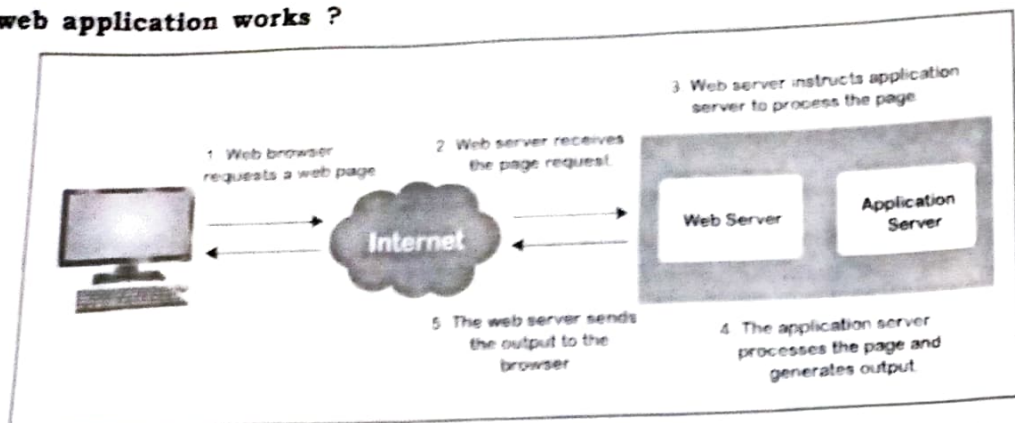 web application works ?
3 Web server instructs application
server to process the page
1 Web browser
requests a web page
2 Web server receives
the page request.
Internet
Web Server
Application
Server
5 The web server sends
the output to the
browser
4 The application server
processes the page and
generates output.